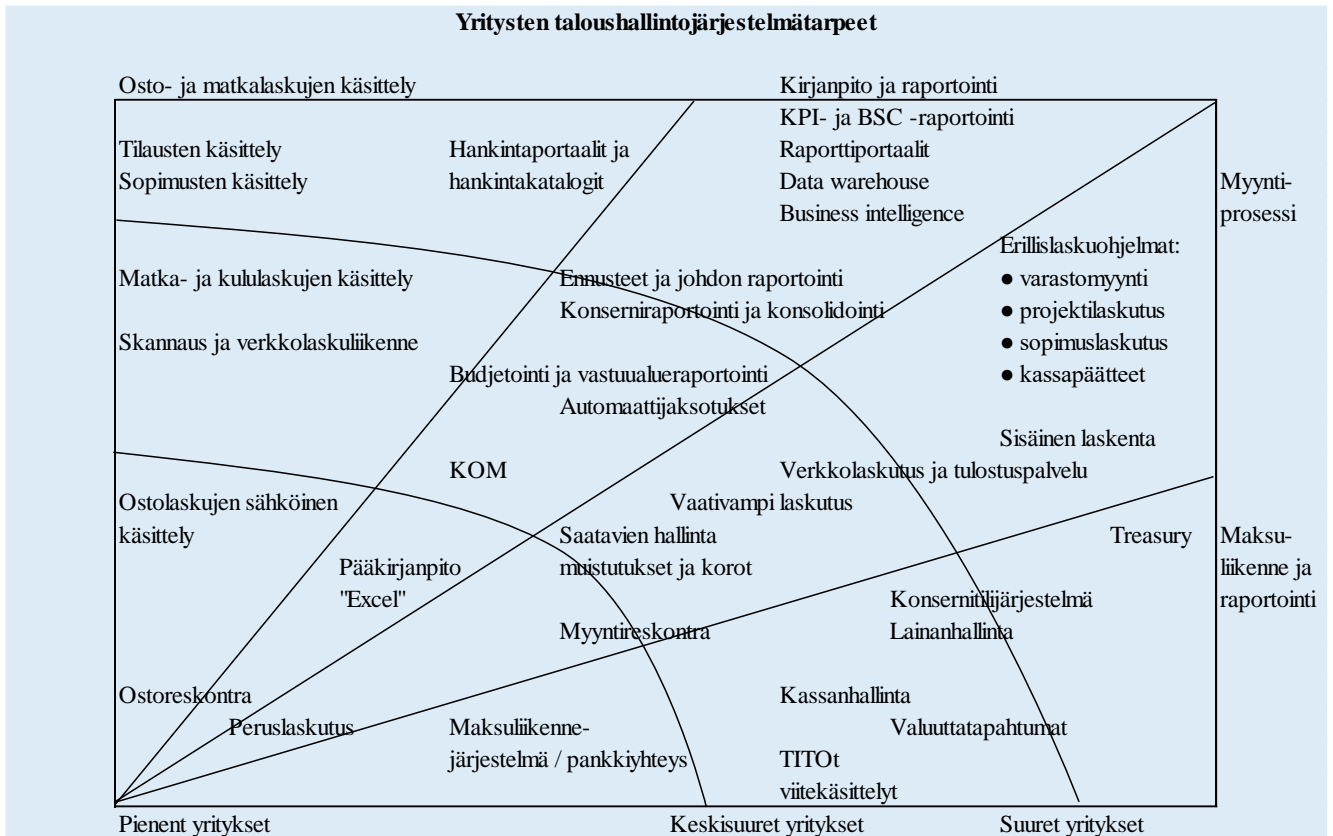 Yritysten taloushallintojärjestelmätarpeet
Osto- ja matkalaskujen käsittely
Kirjanpito ja raportointi
KPI- ja BSC -raportointi
Tilausten käsittely
Hankintaportaalit ja
Raporttiportaalit
Sopimusten käsittely
hankintakatalogit
Data warehouse
Myynti-
Business intelligence
prosessi
Erillislaskuohjelmat:
Matka- ja kululaskujen käsittely
Ennusteet ja johdon raportointi
● varastomyynti
Konserniraportointi ja konsolidointi
● projektilaskutus
Skannaus ja verkkolaskuliikenne
● sopimuslaskutus
Budjetointi ja vastuualueraportointi
● kassapäätteet
Automaattijaksotukset
Sisäinen laskenta
KOM
Verkkolaskutus ja tulostuspalvelu
Ostolaskujen sähköinen
Vaativampi laskutus
käsittely
Saatavien hallinta
Treasury
Maksu-
Pääkirjanpito
muistutukset ja korot
liikenne ja
"Excel"
Konsernitilijärjestelmä
raportointi
Myyntireskontra
Lainanhallinta
Ostoreskontra
Kassanhallinta
Peruslaskutus
Maksuliikenne-
Valuuttatapahtumat
järjestelmä / pankkiyhteys
TITOt
viitekäsittelyt
Pienent yritykset
Keskisuuret yritykset
Suuret yritykset